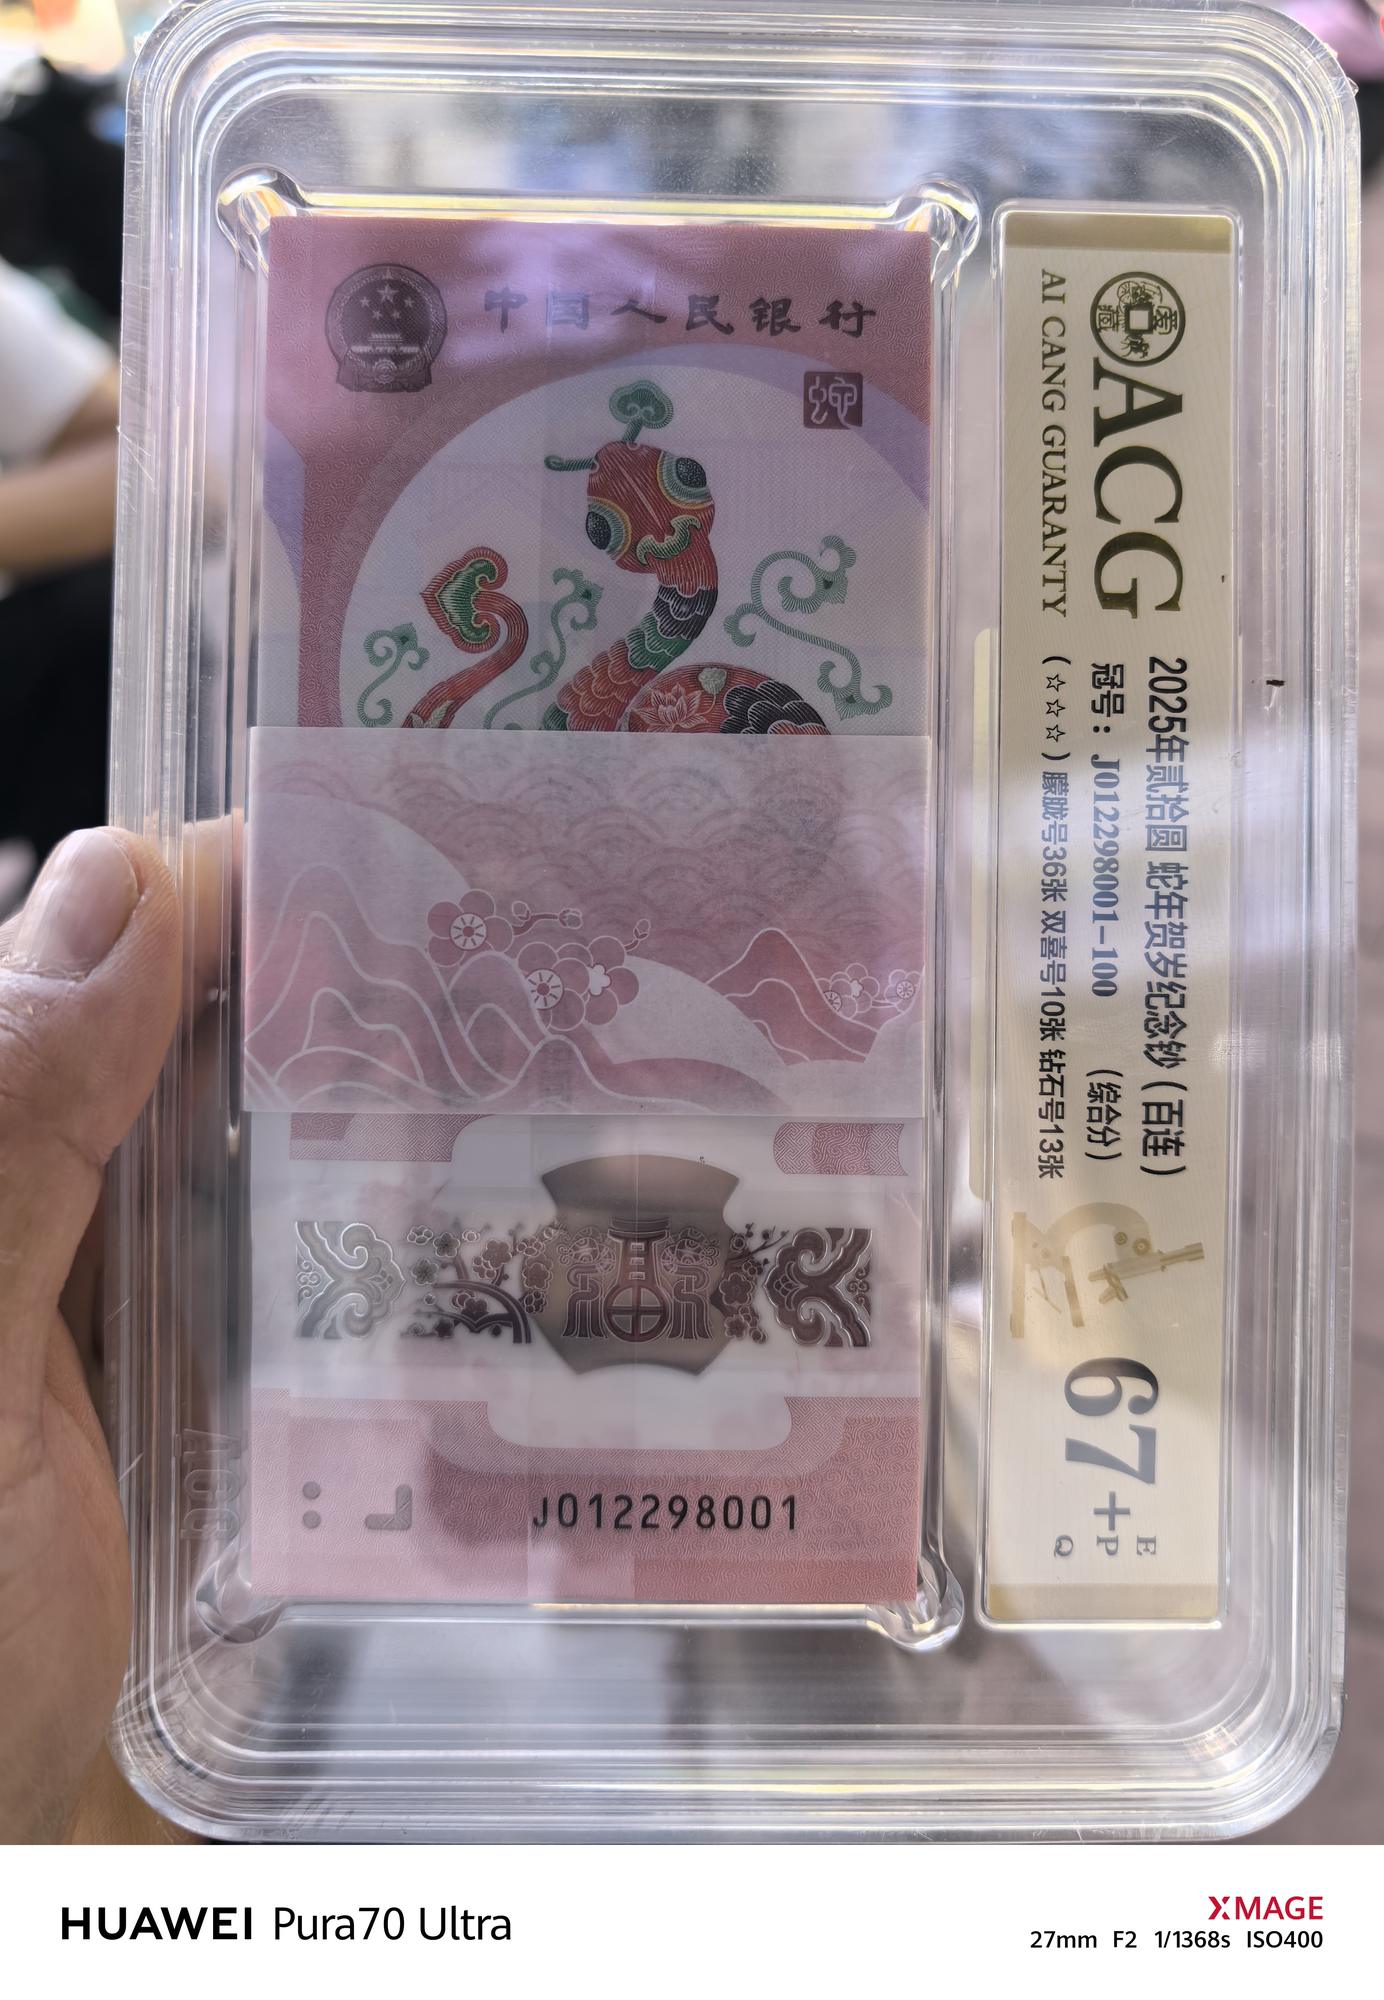 中国人民银行
蛇
J012298001
ACG
AI CANG GUARANTY
2025年贰拾圆 蛇年贺岁纪念钞(百连)
冠号:J012298001-100 (综合分)
(☆☆☆)朦胧号36张 双喜号10张 钻石号13张
67+
E
P
Q
HUAWEI Pura70 Ultra
XMAGE
27mm F2 1/1368s ISO400